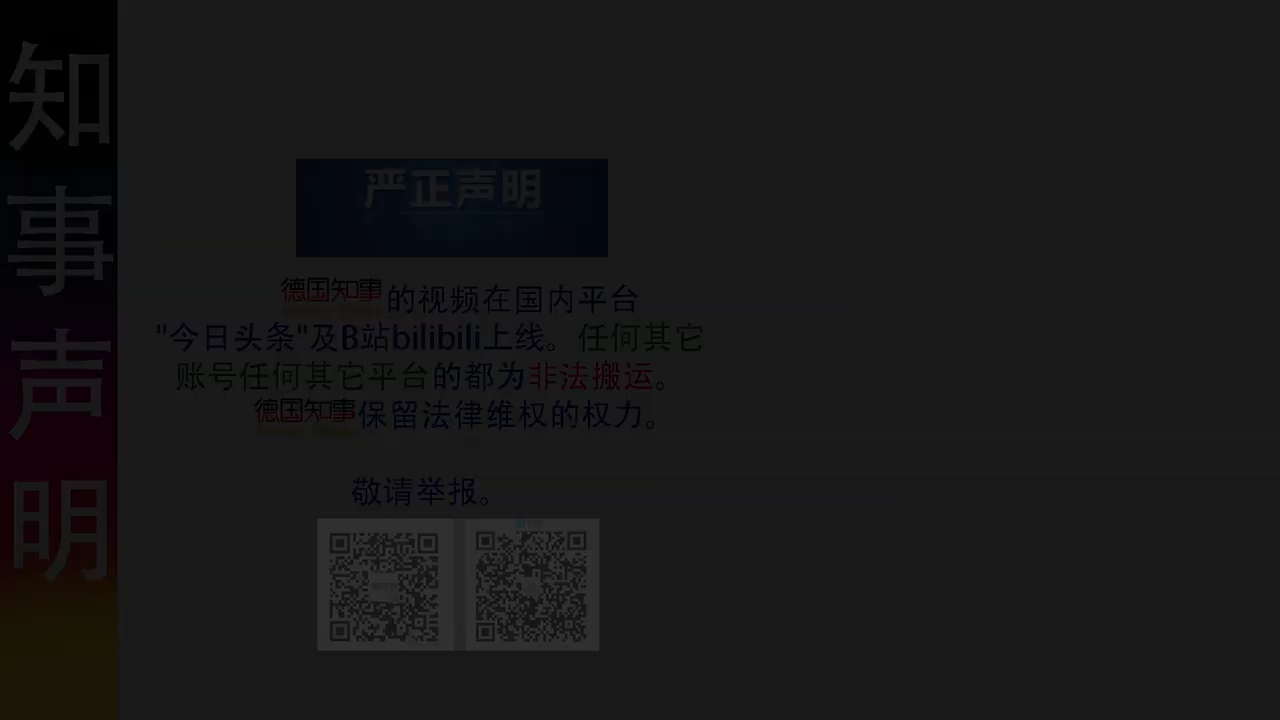 知事声明
严正声明
德国知事的视频在国内平台
"今日头条"及B站bilibili上线。任何其它
账号任何其它平台的都为非法搬运。
德国知事保留法律维权的权力。
敬请举报。